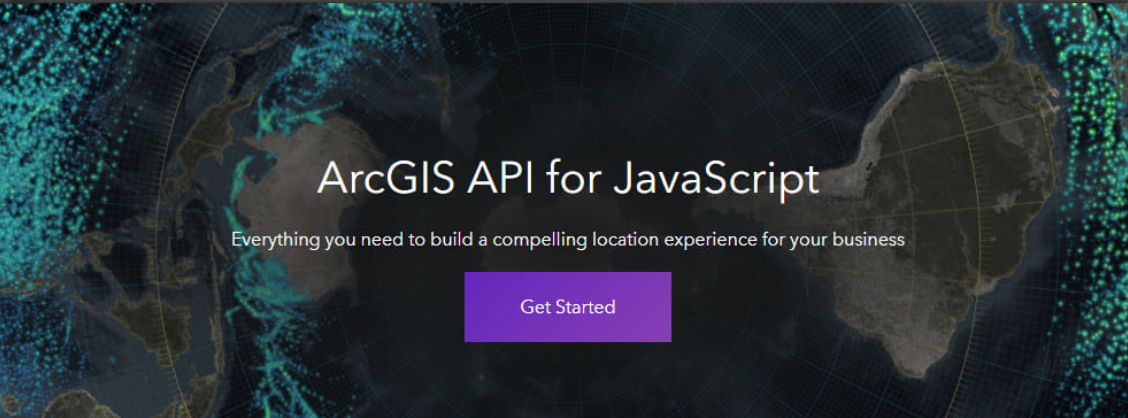 ArcGIS API for JavaScript
Everything you need to build a compelling location experience for your business
Get Started